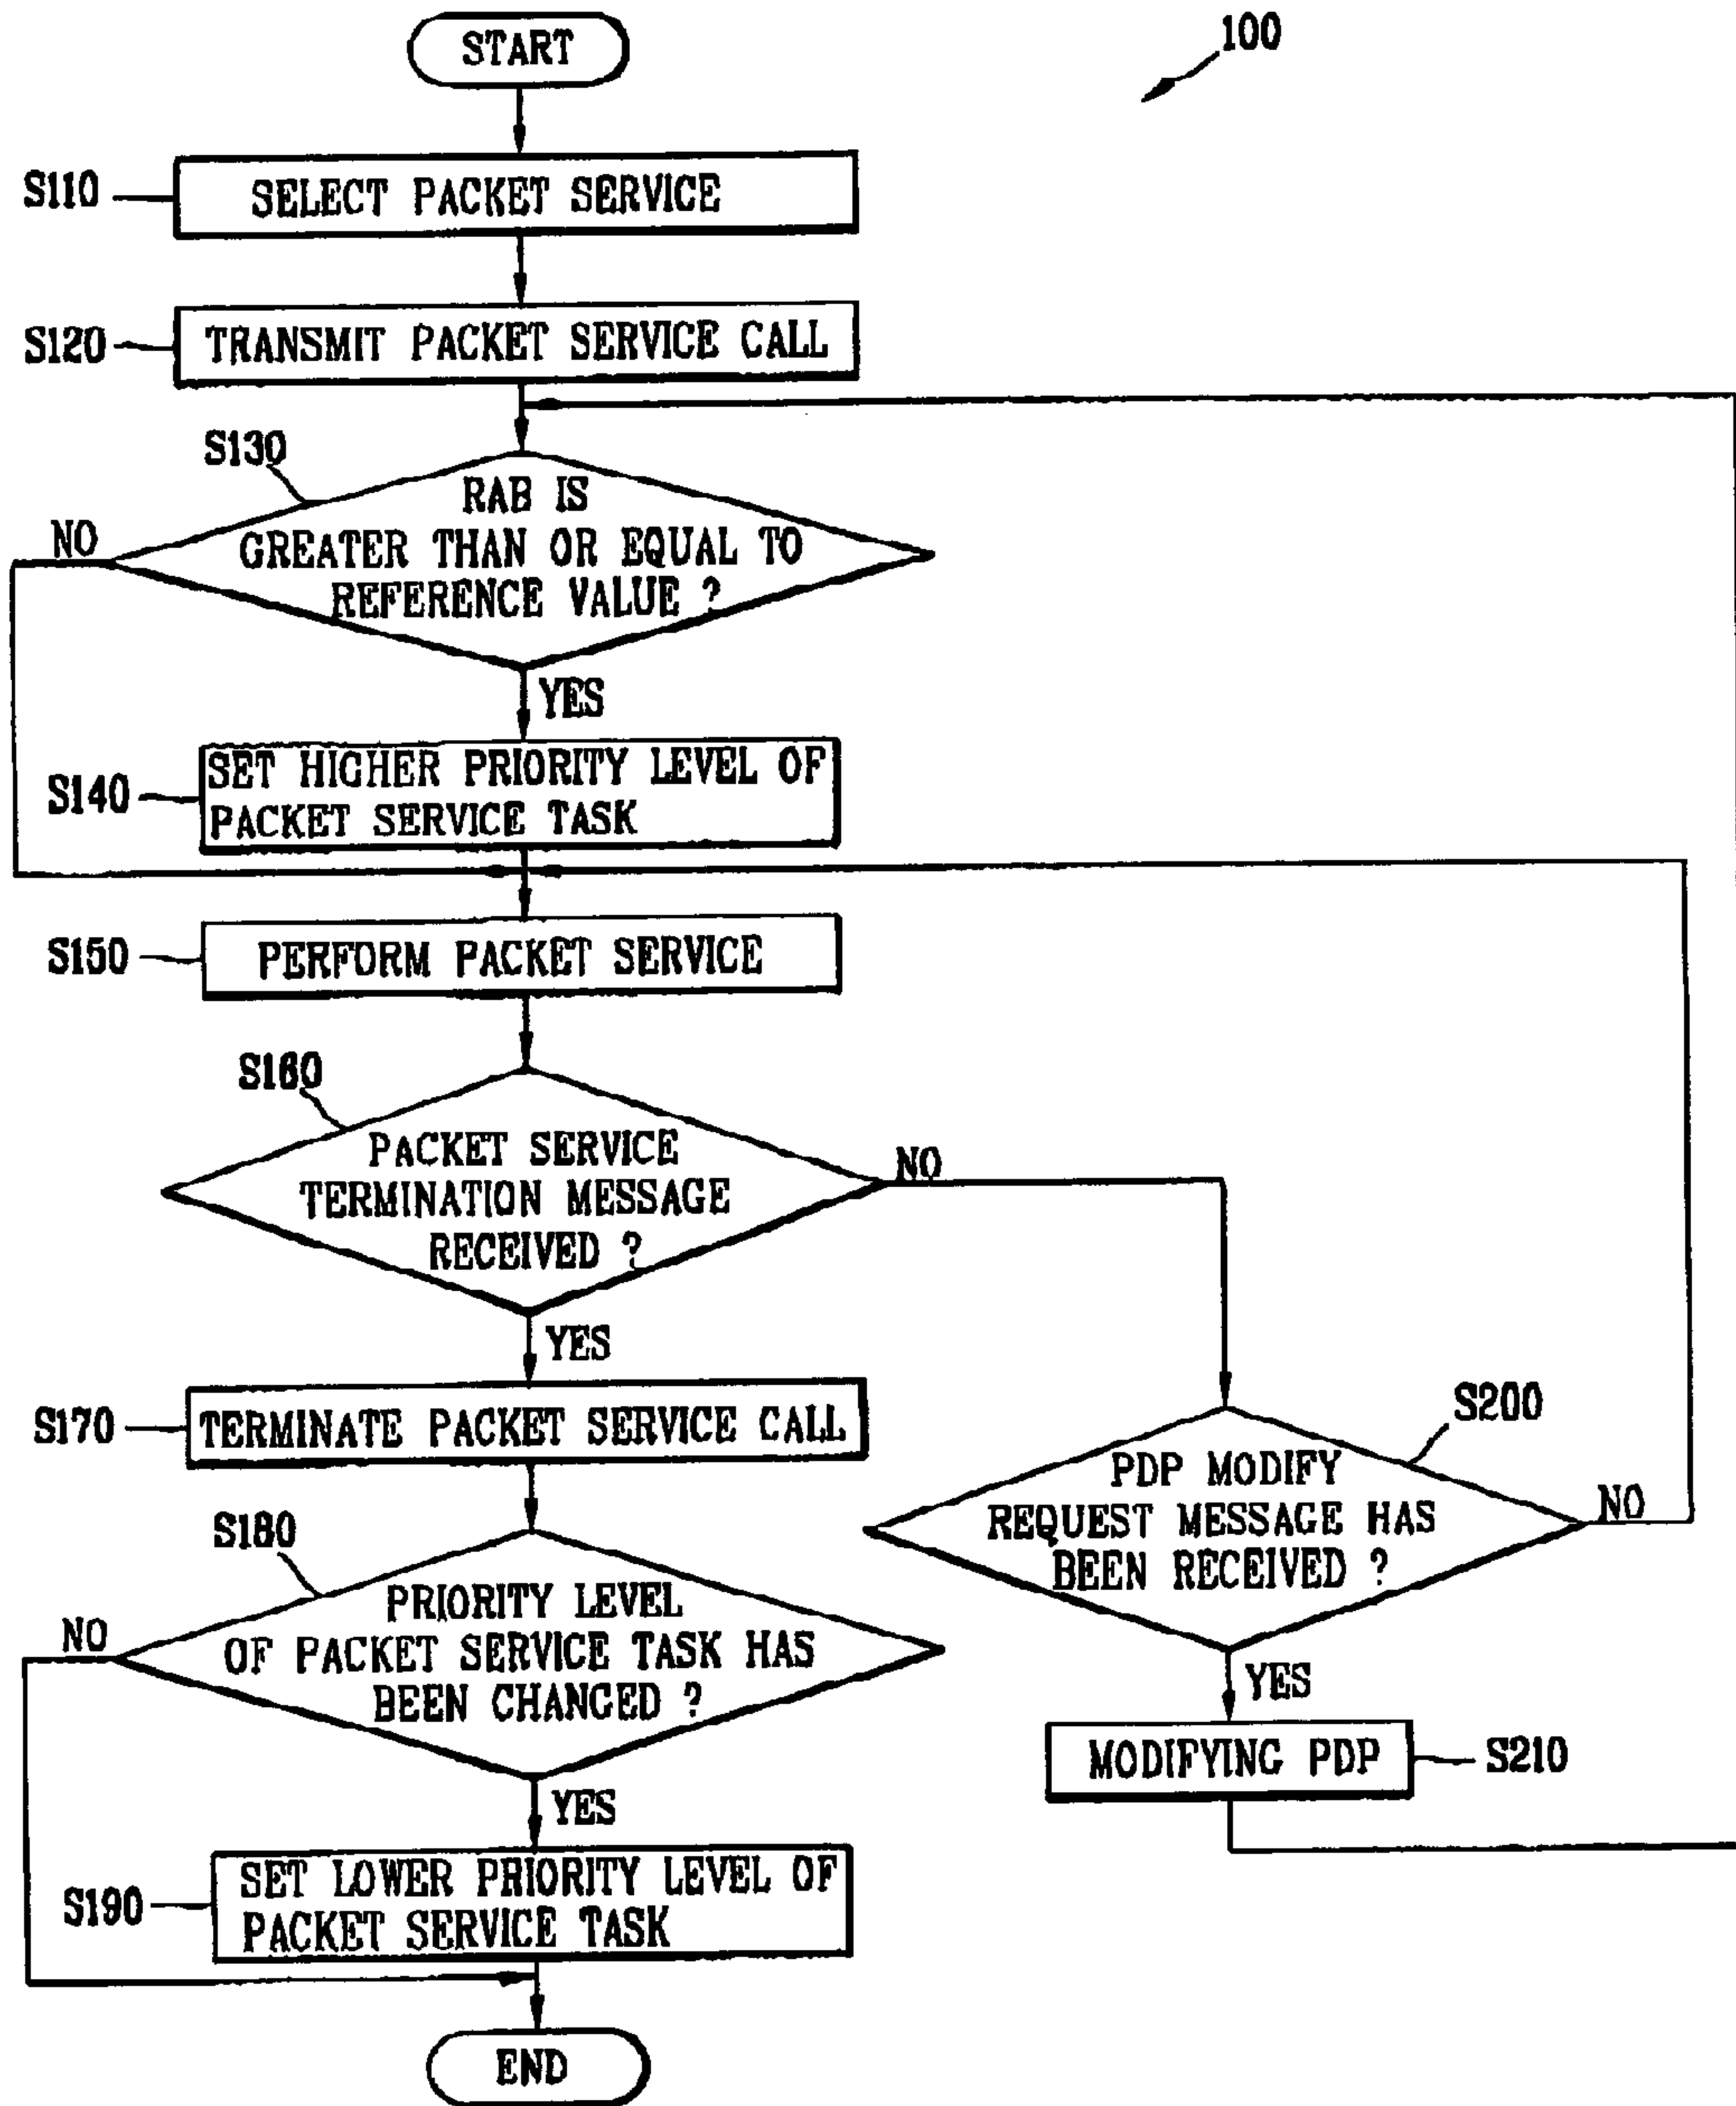 START
100
S110
SELECT PACKET SERVICE
S120
TRANSMIT PACKET SERVICE CALL
S130
RAB IS
GREATER THAN OR EQUAL TO
REFERENCE VALUE ?
NO
YES
S140
SET HIGHER PRIORITY LEVEL OF
PACKET SERVICE TASK
S150
PERFORM PACKET SERVICE
S160
PACKET SERVICE
TERMINATION MESSAGE
RECEIVED ?
NO
YES
S170
TERMINATE PACKET SERVICE CALL
S200
PDP MODIFY
REQUEST MESSAGE HAS
BEEN RECEIVED ?
NO
YES
S180
PRIORITY LEVEL
OF PACKET SERVICE TASK HAS
BEEN CHANGED ?
NO
YES
MODIFYING PDP
S210
S190
SET LOWER PRIORITY LEVEL OF
PACKET SERVICE TASK
END